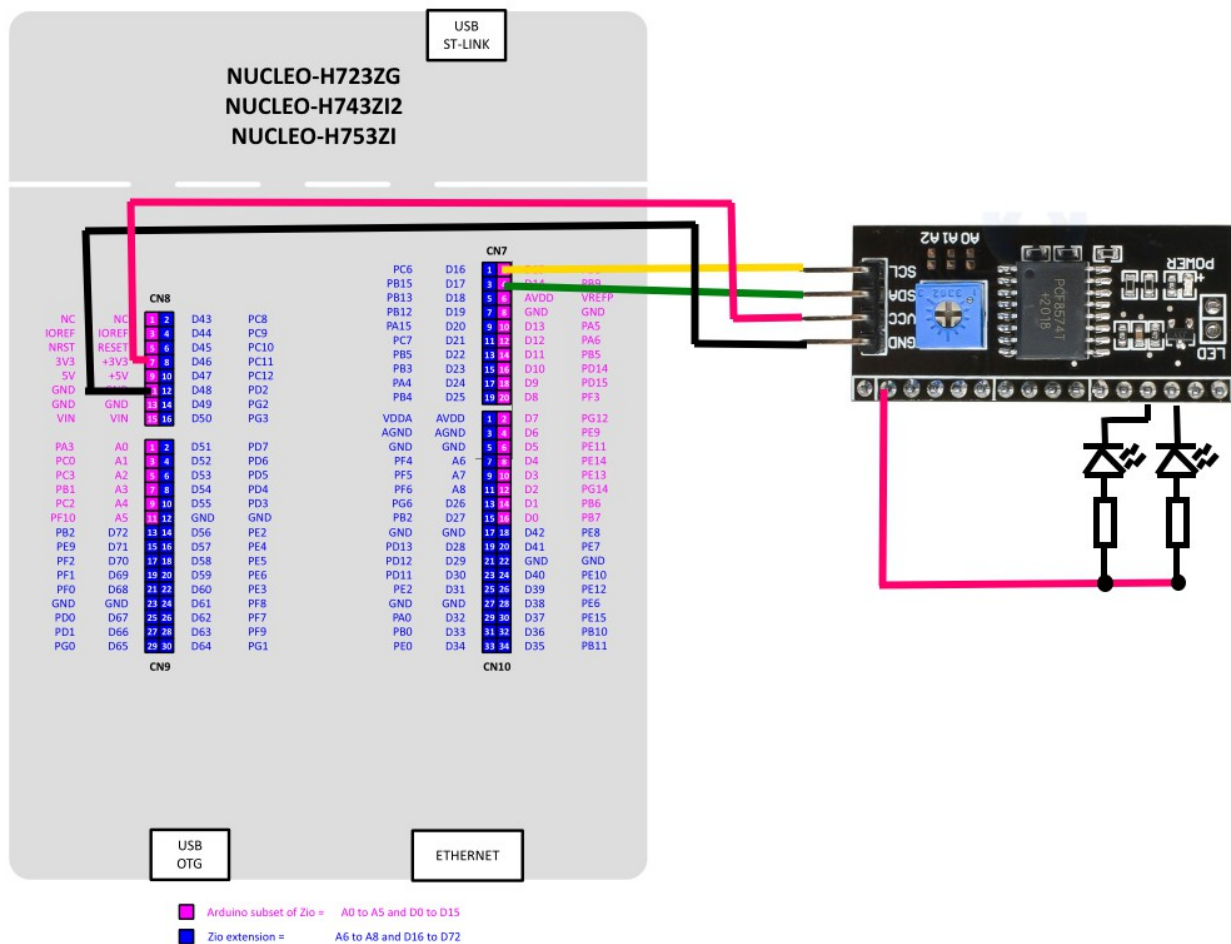 USB
ST-LINK
NUCLEO-H723ZG
NUCLEO-H743ZI2
NUCLEO-H753ZI
CN8
NC NC 1 2 D43 PC8
IOREF IOREF 3 4 D44 PC9
NRST RESET 5 6 D45 PC10
3V3 +3V3 7 8 D46 PC11
5V +5V 9 10 D47 PC12
GND 12 D48 PD2
GND GND 13 14 D49 PG2
VIN VIN 15 16 D50 PG3
PA3 A0 1 2 D51 PD7
PC0 A1 3 4 D52 PD6
PC3 A2 5 6 D53 PD5
PB1 A3 7 8 D54 PD4
PC2 A4 9 10 D55 PD3
PF10 A5 11 12 GND GND
PB2 D72 13 14 D56 PE2
PE9 D71 15 16 D57 PE4
PF2 D70 17 18 D58 PE5
PF1 D69 19 20 D59 PE6
PF0 D68 21 22 D60 PE3
GND GND 23 24 D61 PF8
PD0 D67 25 26 D62 PF7
PD1 D66 27 28 D63 PF9
PG0 D65 29 30 D64 PG1
CN9
CN7
PC6 D16 1
PB15 D17 3 D14 PB9
PB13 D18 5 6 AVDD VREFP
PB12 D19 7 8 GND GND
PA15 D20 9 10 D13 PA5
PC7 D21 11 12 D12 PA6
PB5 D22 13 14 D11 PB5
PB3 D23 15 16 D10 PD14
PA4 D24 17 18 D9 PD15
PB4 D25 19 20 D8 PF3
VDDA AVDD 1 2 D7 PG12
AGND AGND 3 4 D6 PE9
GND GND 5 6 D5 PE11
PF4 A6 7 8 D4 PE14
PF5 A7 9 10 D3 PE13
PF6 A8 11 12 D2 PG14
PG6 D26 13 14 D1 PB6
PB2 D27 15 16 D0 PB7
GND GND 17 18 D42 PE8
PD13 D28 19 20 D41 PE7
PD12 D29 21 22 GND GND
PD11 D30 23 24 D40 PE10
PE2 D31 25 26 D39 PE12
GND GND 27 28 D38 PE6
PA0 D32 29 30 D37 PE15
PB0 D33 31 32 D36 PB10
PE0 D34 33 34 D35 PB11
CN10
A0 A1 A2
SCL
SDA
VCC
GND
3362
PCF8574T
+2018
POWER
+
LED
USB
OTG
ETHERNET
Arduino subset of Zio = A0 to A5 and D0 to D15
Zio extension = A6 to A8 and D16 to D72